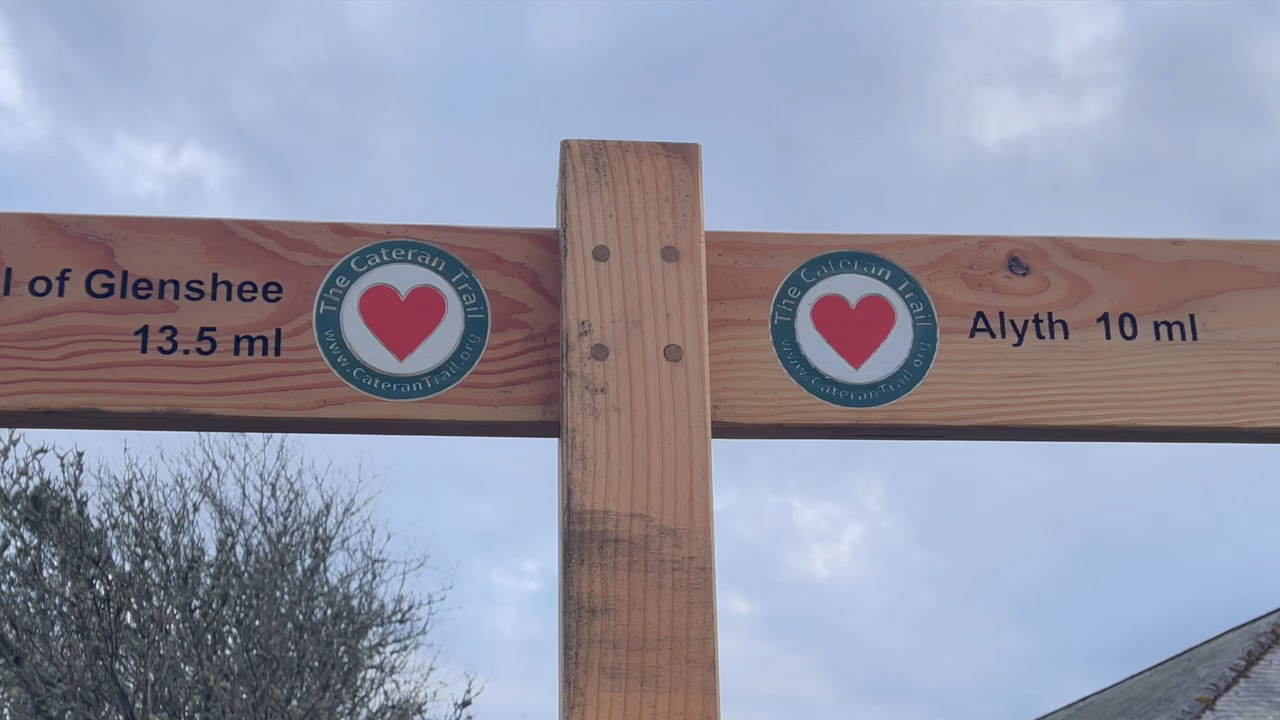 l of Glenshee
13.5 ml
The Cateran Trail
www.CateranTrail.org
The Cateran Trail
www.CateranTrail.org
Alyth 10 ml